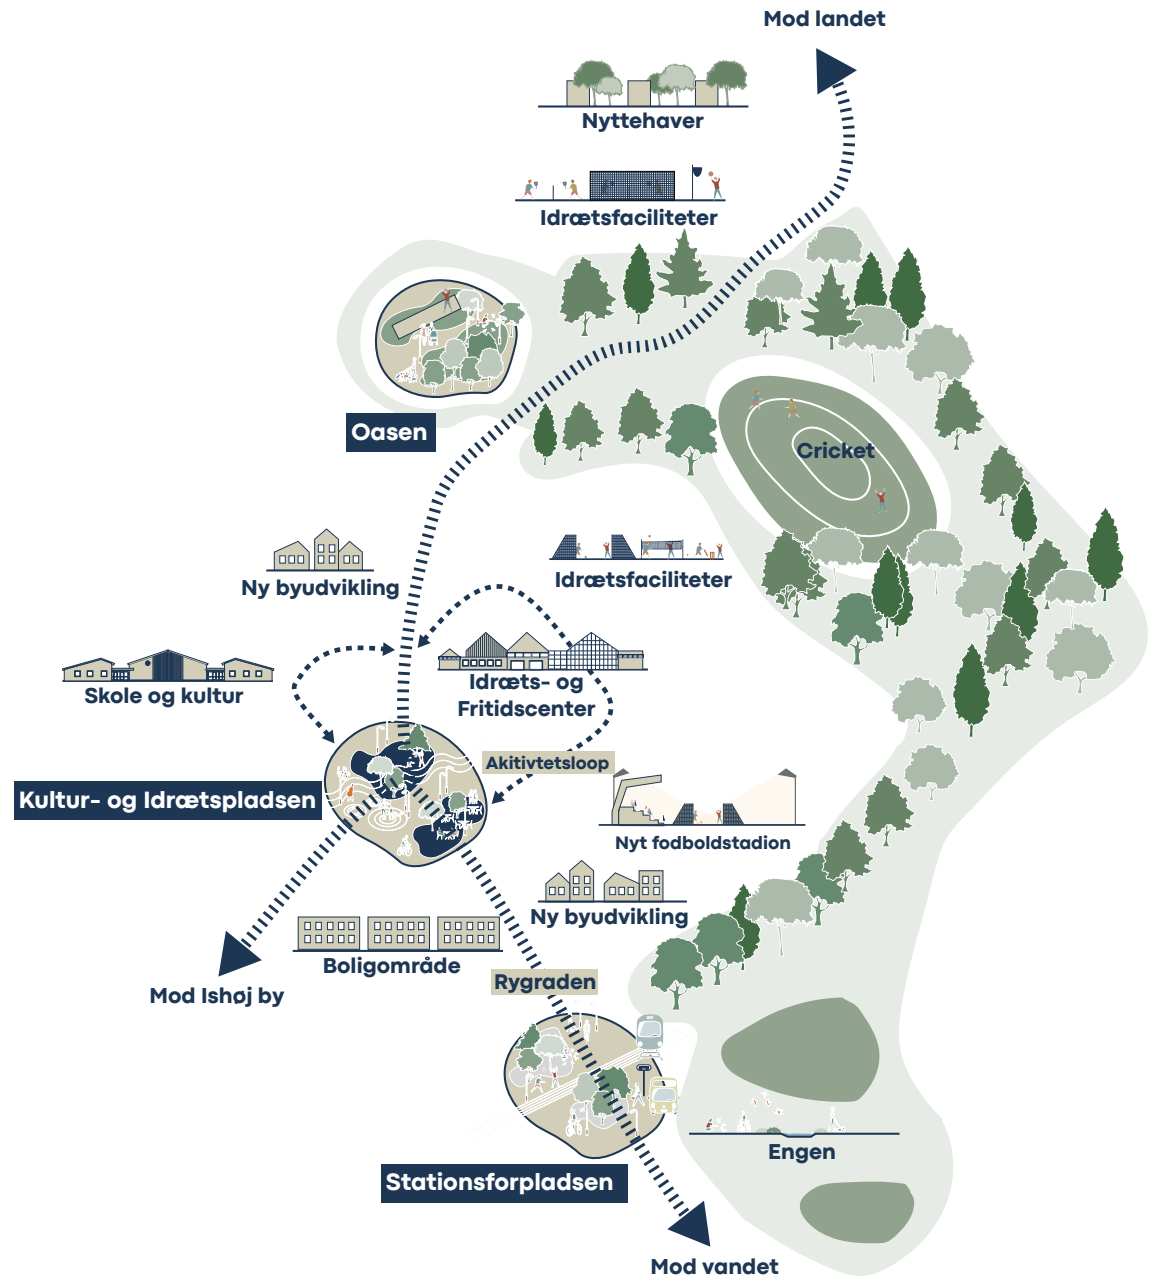 Mod landet
Nyttehaver
Idrætsfaciliteter
Oasen
Cricket
Ny byudvikling
Idrætsfaciliteter
Skole og kultur
Idræts- og
Fritidscenter
Akitivtetsloop
Kultur- og Idrætspladsen
Nyt fodboldstadion
Ny byudvikling
Boligområde
Rygraden
Mod Ishøj by
Engen
Stationsforpladsen
Mod vandet